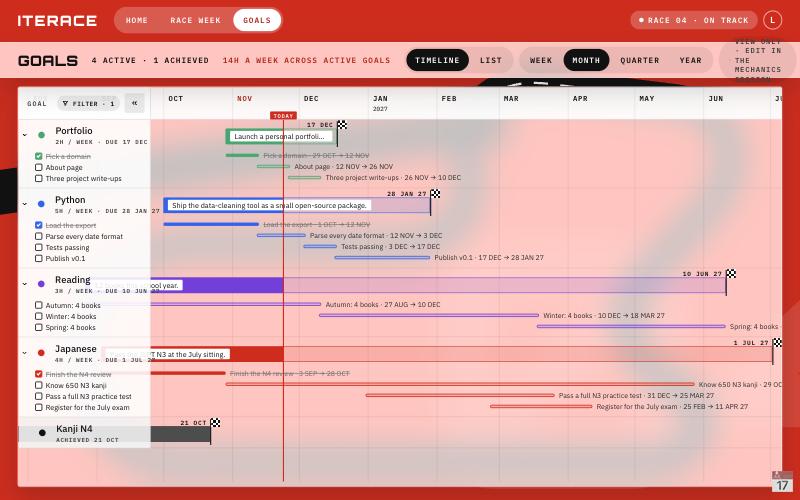 ITERACE HOME RACE WEEK GOALS RACE 04 · ON TRACK L
GOALS 4 ACTIVE · 1 ACHIEVED 14H A WEEK ACROSS ACTIVE GOALS TIMELINE LIST WEEK MONTH QUARTER YEAR
VIEW ONLY
· EDIT IN
THE
MECHANICS
GOAL FILTER · 1 « OCT NOV DEC JAN FEB MAR APR MAY JUN
2027
TODAY
17 DEC
Portfolio Launch a personal portfoli...
2H / WEEK · DUE 17 DEC
Pick a domain Pick a domain · 29 OCT → 12 NOV
About page About page · 12 NOV → 26 NOV
Three project write-ups Three project write-ups · 26 NOV → 10 DEC
28 JAN 27
Python Ship the data-cleaning tool as a small open-source package.
5H / WEEK · DUE 28 JAN 27
Load the export Load the export · 1 OCT → 12 NOV
Parse every date format Parse every date format · 12 NOV → 3 DEC
Tests passing Tests passing · 3 DEC → 17 DEC
Publish v0.1 Publish v0.1 · 17 DEC → 28 JAN 27
10 JUN 27
Reading ool year.
3H / WEEK · DUE 10 JUN 27
Autumn: 4 books Autumn: 4 books · 27 AUG → 10 DEC
Winter: 4 books Winter: 4 books · 10 DEC → 18 MAR 27
Spring: 4 books Spring: 4 books ·
1 JUL 27
Japanese PT N3 at the July sitting.
4H / WEEK · DUE 1 JUL 27
Finish the N4 review Finish the N4 review · 3 SEP → 28 OCT
Know 650 N3 kanji Know 650 N3 kanji · 29 OC
Pass a full N3 practice test Pass a full N3 practice test · 31 DEC → 25 MAR 27
Register for the July exam Register for the July exam · 25 FEB → 11 APR 27
21 OCT
Kanji N4
ACHIEVED 21 OCT
17